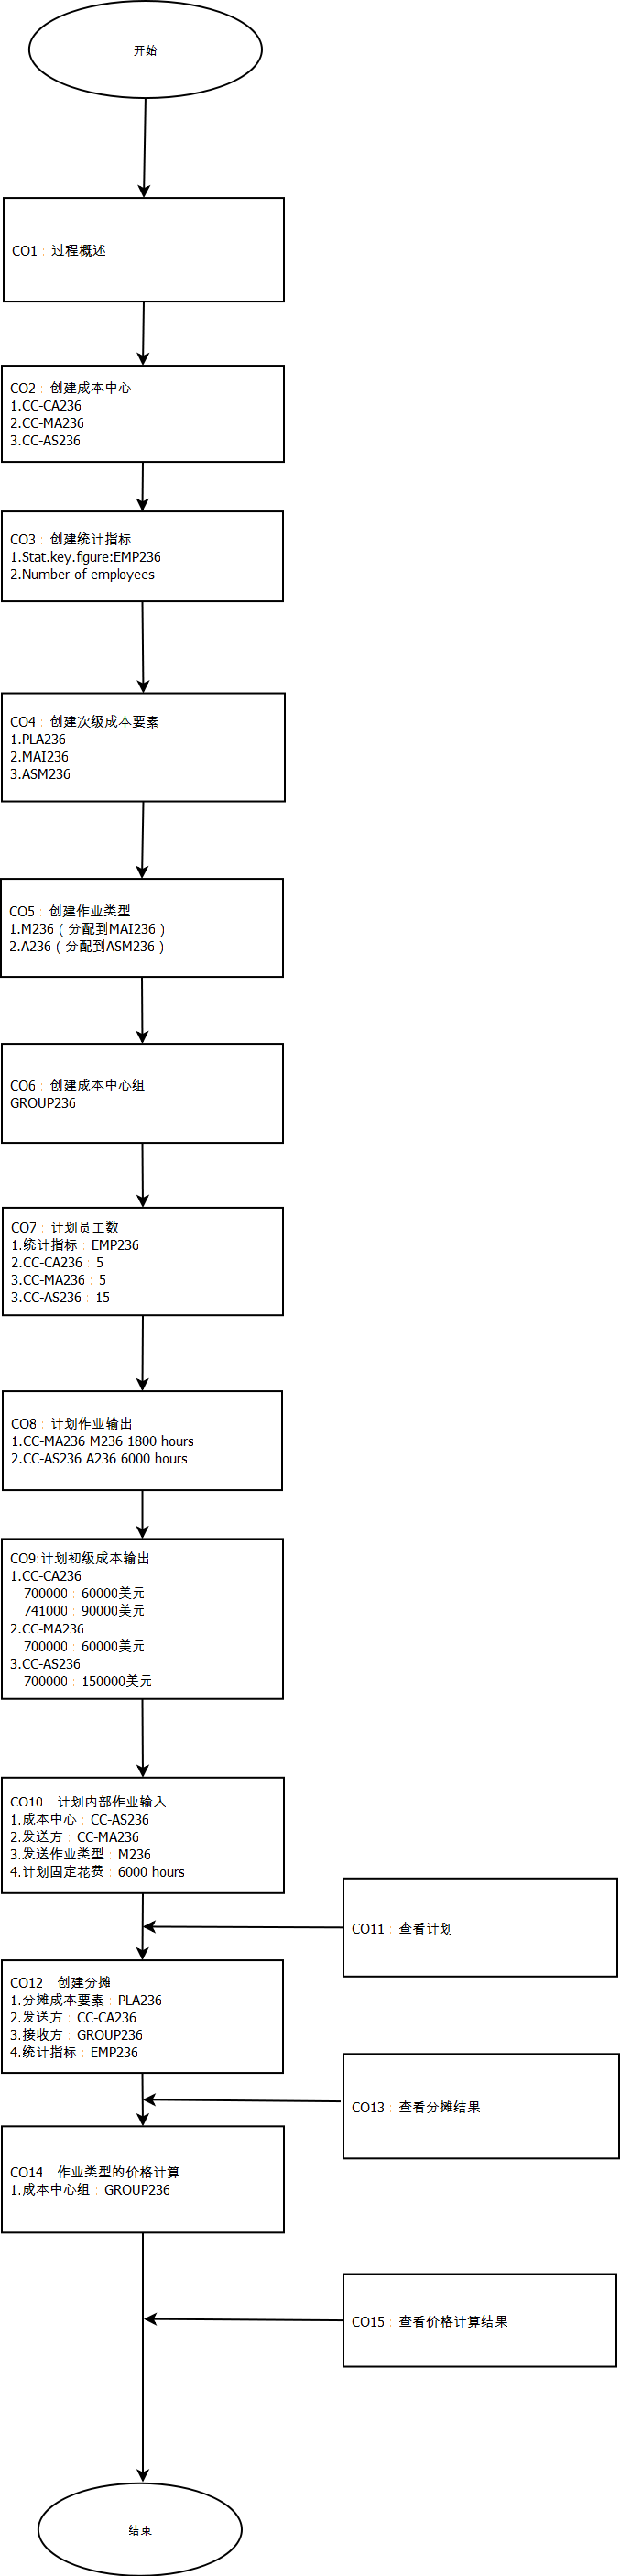 开始
CO1：过程概述
CO2：创建成本中心
1.CC-CA236
2.CC-MA236
3.CC-AS236
CO3：创建统计指标
1.Stat.key.figure:EMP236
2.Number of employees
CO4：创建次级成本要素
1.PLA236
2.MAI236
3.ASM236
CO5：创建作业类型
1.M236（分配到MAI236）
2.A236（分配到ASM236）
CO6：创建成本中心组
GROUP236
CO7：计划员工数
1.统计指标：EMP236
2.CC-CA236：5
3.CC-MA236：5
4.CC-AS236：15
CO8：计划作业输出
1.CC-MA236 M236 1800 hours
2.CC-AS236 A236 6000 hours
CO9:计划初级成本输出
1.CC-CA236
700000：60000美元
741000：90000美元
2.CC-MA236
700000：60000美元
3.CC-AS236
700000：150000美元
CO10：计划内部作业输入
1.成本中心：CC-AS236
2.发送方：CC-MA236
3.发送作业类型：M236
4.计划固定花费：6000 hours
CO11：查看计划
CO12：创建分摊
1.分摊成本要素：PLA236
2.发送方：CC-CA236
3.接收方：GROUP236
4.统计指标：EMP236
CO13：查看分摊结果
CO14：作业类型的价格计算
1.成本中心组：GROUP236
CO15：查看价格计算结果
结束